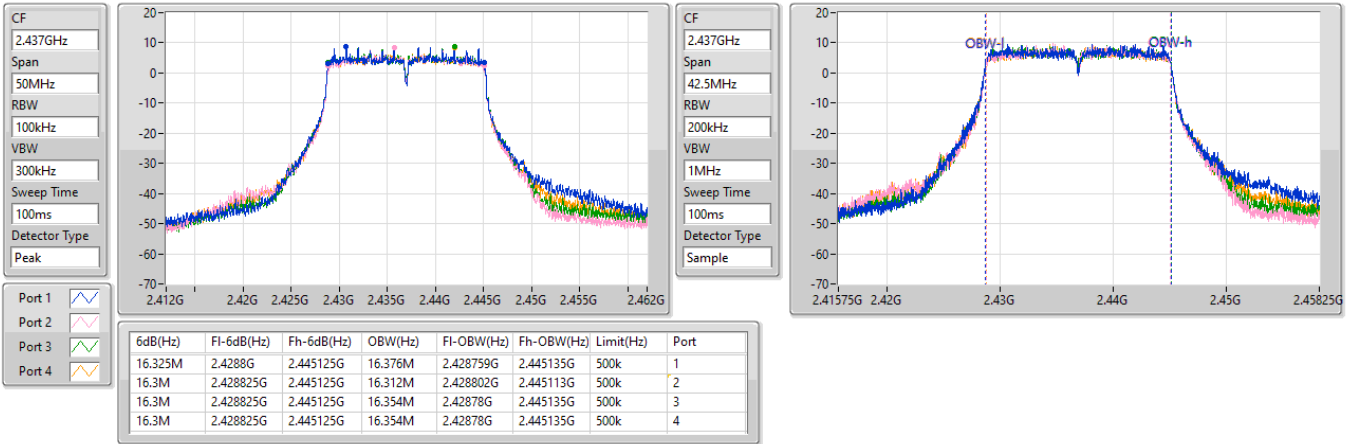 CF
2.437GHz
Span
50MHz
RBW
100kHz
VBW
300kHz
Sweep Time
100ms
Detector Type
Peak
20
10
0
-10
-20
-30
-40
-50
-60
-70
2.412G 2.42G 2.425G 2.43G 2.435G 2.44G 2.445G 2.45G 2.455G 2.462G
CF
2.437GHz
Span
42.5MHz
RBW
200kHz
VBW
1MHz
Sweep Time
100ms
Detector Type
Sample
20
10
0
-10
-20
-30
-40
-50
-60
-70
OBW-l OBW-h
2.41575G 2.42G 2.43G 2.44G 2.45G 2.45825G
Port 1
Port 2
Port 3
Port 4
6dB(Hz) Fl-6dB(Hz) Fh-6dB(Hz) OBW(Hz) Fl-OBW(Hz) Fh-OBW(Hz) Limit(Hz) Port
16.325M 2.4288G 2.445125G 16.376M 2.428759G 2.445135G 500k 1
16.3M 2.428825G 2.445125G 16.312M 2.428802G 2.445113G 500k 2
16.3M 2.428825G 2.445125G 16.354M 2.42878G 2.445135G 500k 3
16.3M 2.428825G 2.445125G 16.354M 2.42878G 2.445135G 500k 4